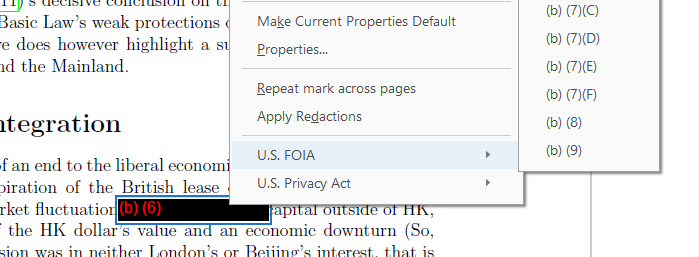 11) s decisive conclusion on th
Basic Law's weak protections
ve does however highlight a su
nd the Mainland.
ntegration
of an end to the liberal economi
piration of the British lease
rket fluctuation (b) (6) capital outside of HK,
f the HK dollar's value and an economic downturn (So,
sion was in neither London's or Beijing's interest, that is
Make Current Properties Default
Properties...
Repeat mark across pages
Apply Redactions
U.S. FOIA
U.S. Privacy Act
(b) (7)(C)
(b) (7)(D)
(b) (7)(E)
(b) (7)(F)
(b) (8)
(b) (9)